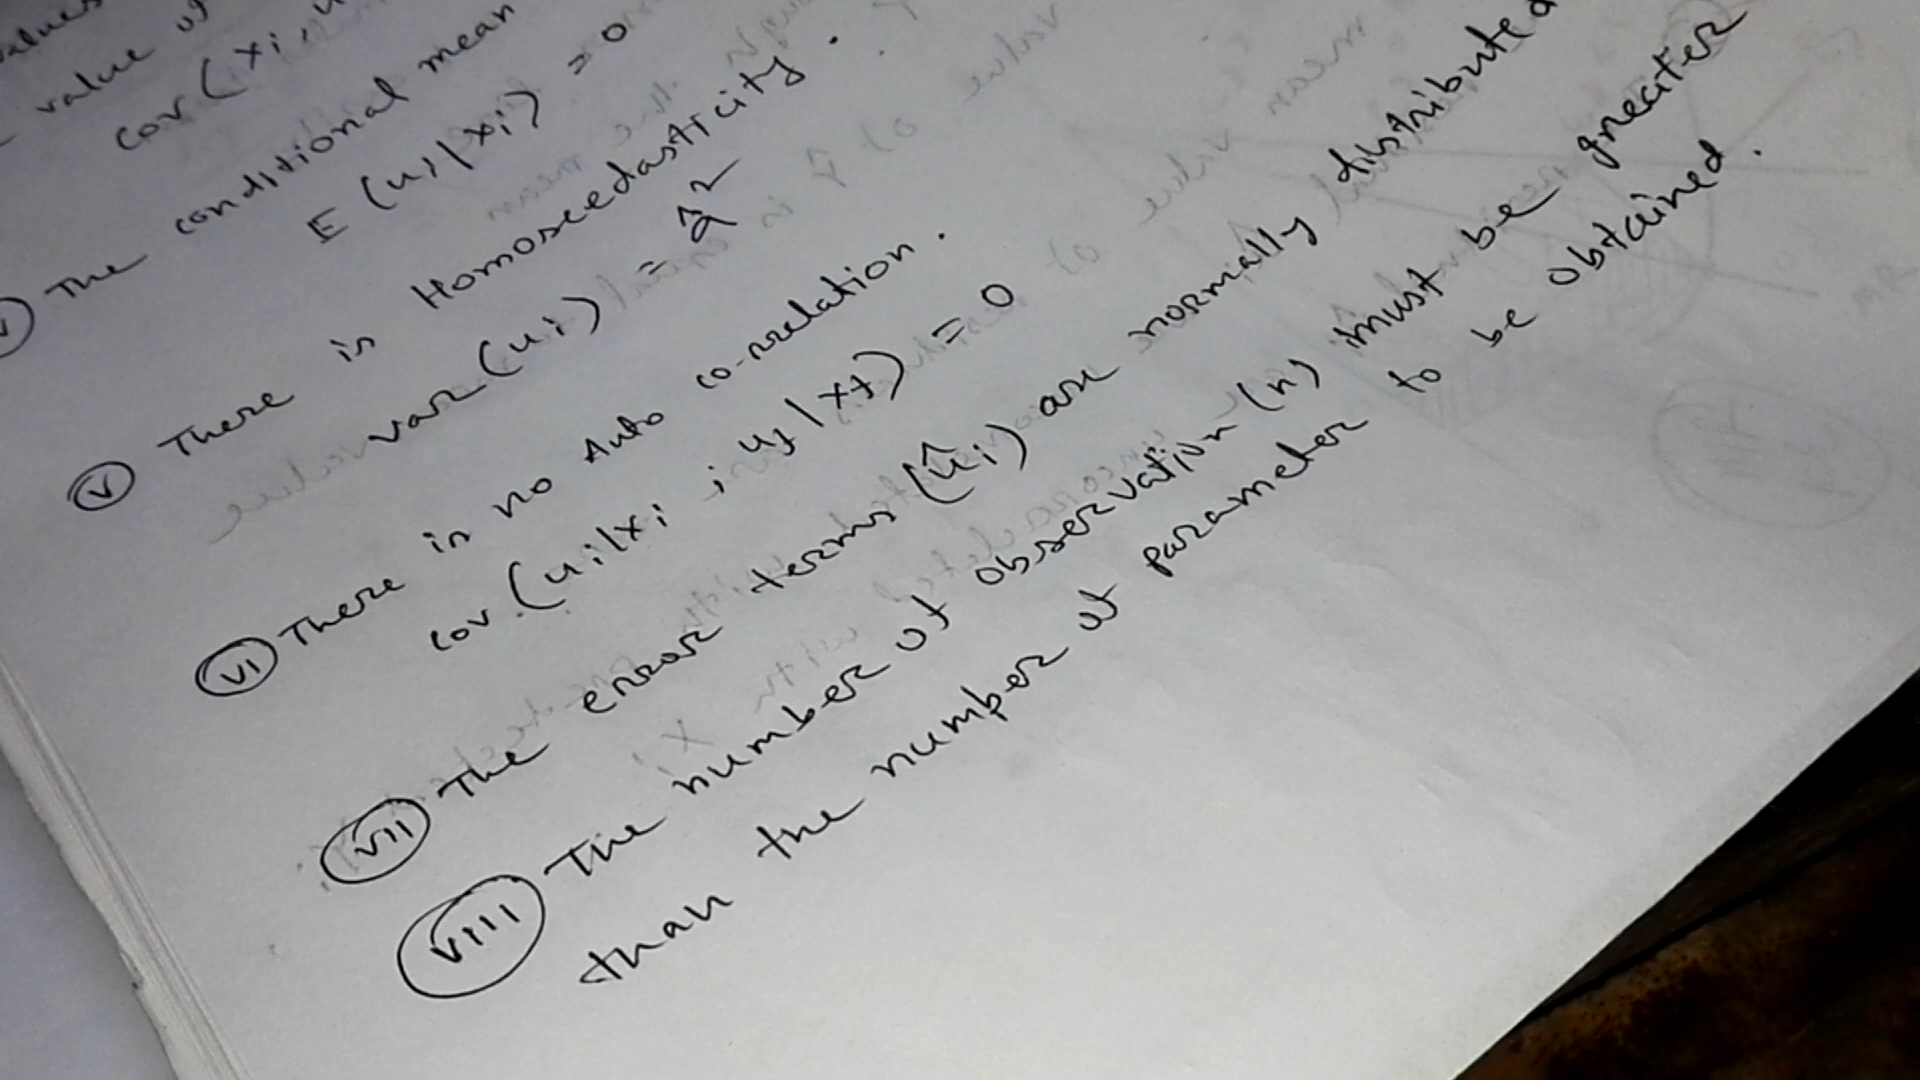 values
value of
cov (xi, u
The conditional mean
E (ui | xi) = 0
(v) There is Homoscedasticity.
var (ui) = σ̂²
(vi) There is no Auto co-rrelation.
cov (ui|xi ; uj | xj) = 0
(vii) The error terms (ûi) are normally distributed
(viii) The number of observation (n) must be greater
than the number of parameter to be obtained.